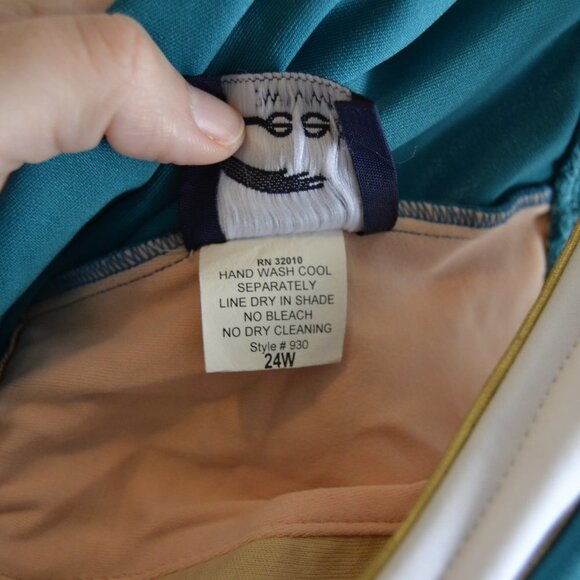 RN 32010
HAND WASH COOL
SEPARATELY
LINE DRY IN SHADE
NO BLEACH
NO DRY CLEANING
Style # 930
24W